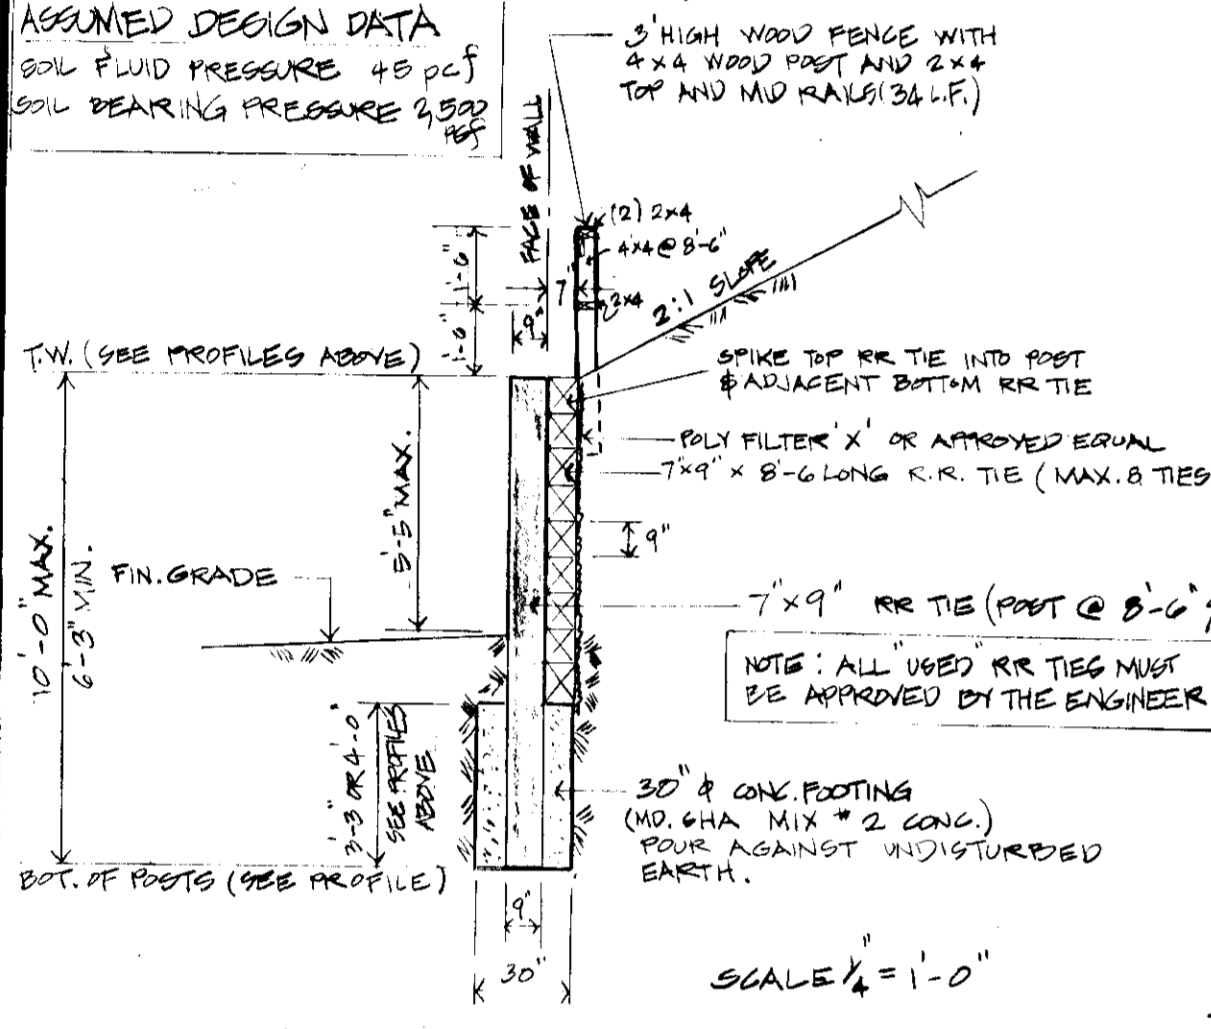 ASSUMED DESIGN DATA
SOIL FLUID PRESSURE 45 pcf
SOIL BEARING PRESSURE 2,500
PSf
3' HIGH WOOD FENCE WITH
4x4 WOOD POST AND 2x4
TOP AND MID RAILS (34 L.F.)
FACE OF WALL
(2) 2x4
4x4 @ 8'-6"
1'-6"
7"
2x4
2:1 SLOPE
1'-6"
9"
T.W. (SEE PROFILES ABOVE)
SPIKE TOP RR TIE INTO POST
& ADJACENT BOTTOM RR TIE
POLY FILTER 'X' OR APPROVED EQUAL
7"x9" x 8'-6 LONG R.R. TIE (MAX. 8 TIES
5'-5" MAX.
9"
10'-0" MAX.
6'-3" MIN.
FIN. GRADE
7"x9" RR TIE (POST @ 8'-6"
NOTE: ALL "USED" RR TIES MUST
BE APPROVED BY THE ENGINEER
3'-3 OR 4'-0"
SEE PROFILES
ABOVE
30" ϕ CONC. FOOTING
(MD. SHA MIX # 2 CONC.)
POUR AGAINST UNDISTURBED
EARTH.
BOT. OF POSTS (SEE PROFILE)
9"
30"
SCALE 1/4" = 1'-0"